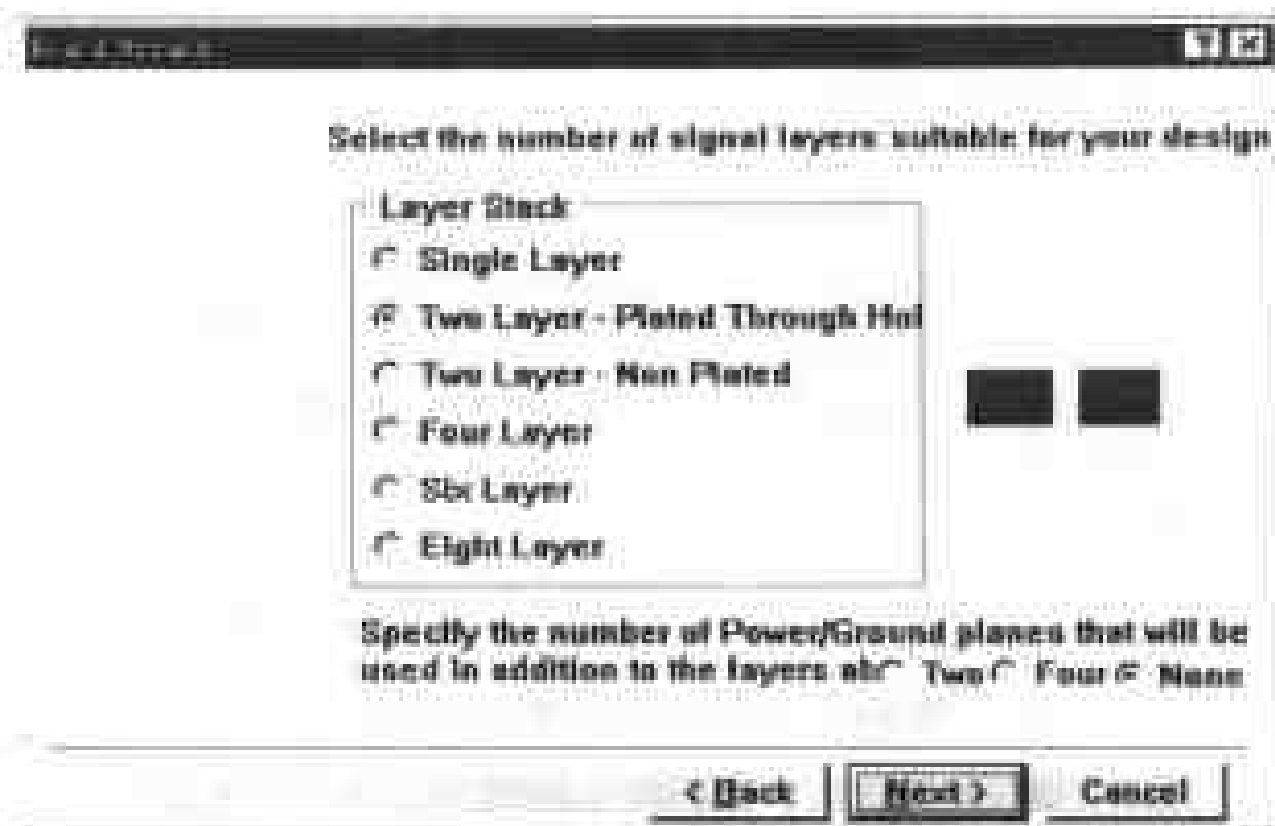 Select the number of signal layers suitable for your design
Layer Stack
Single Layer
Two Layer - Plated Through Hol
Two Layer - Non Plated
Four Layer
Six Layer
Eight Layer
Specify the number of Power/Ground planes that will be
used in addition to the layers abo Two Four None
< Back Next > Cancel